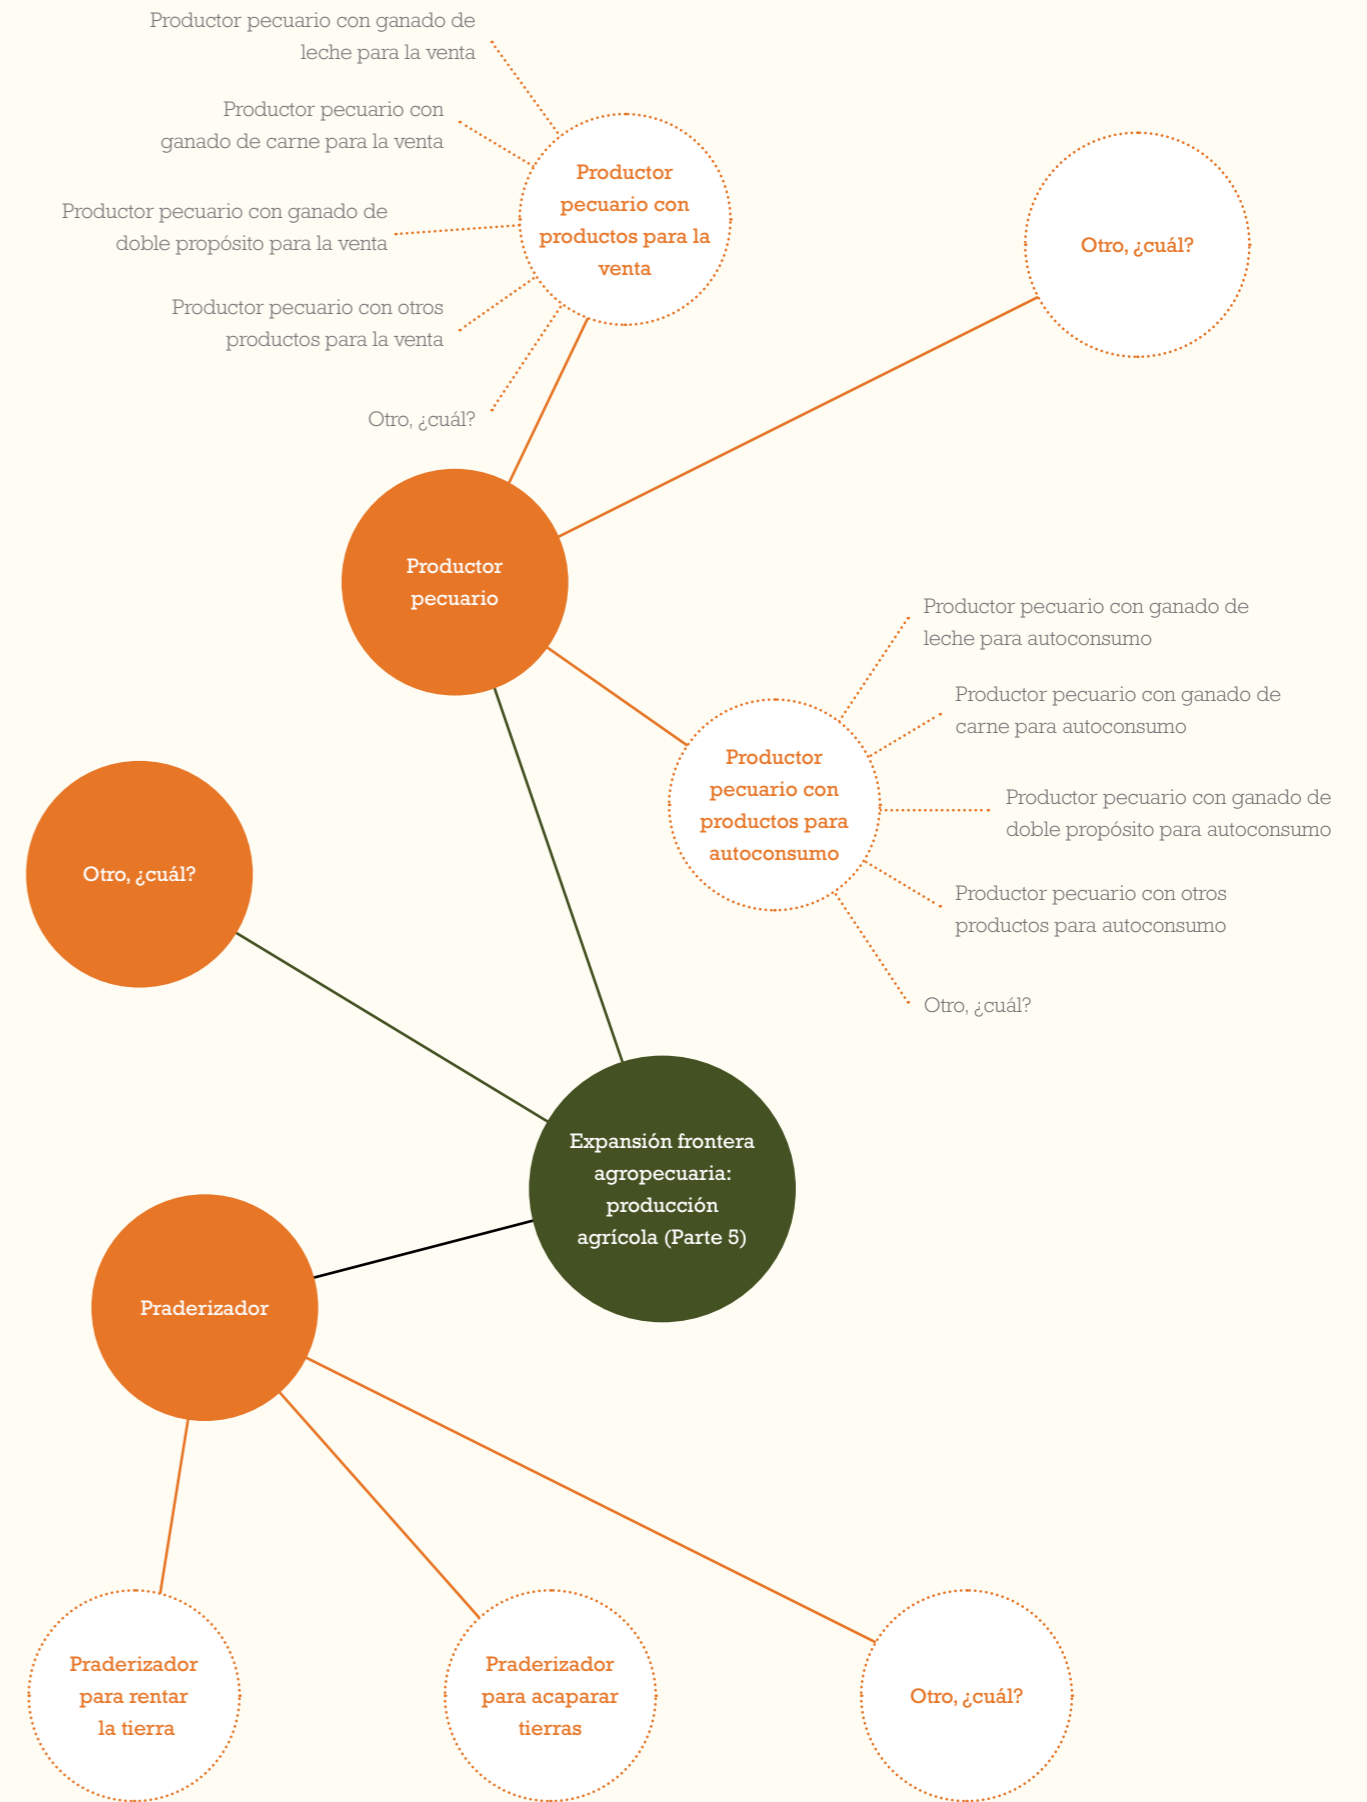 Productor pecuario con ganado de
leche para la venta
Productor pecuario con
ganado de carne para la venta
Productor pecuario con ganado de
doble propósito para la venta
Productor pecuario con otros
productos para la venta
Otro, ¿cuál?
Productor
pecuario con
productos para la
venta
Otro, ¿cuál?
Productor
pecuario
Productor pecuario con ganado de
leche para autoconsumo
Productor pecuario con ganado de
carne para autoconsumo
Productor pecuario con ganado de
doble propósito para autoconsumo
Productor pecuario con otros
productos para autoconsumo
Otro, ¿cuál?
Productor
pecuario con
productos para
autoconsumo
Otro, ¿cuál?
Expansión frontera
agropecuaria:
producción
agrícola (Parte 5)
Praderizador
Praderizador
para rentar
la tierra
Praderizador
para acaparar
tierras
Otro, ¿cuál?